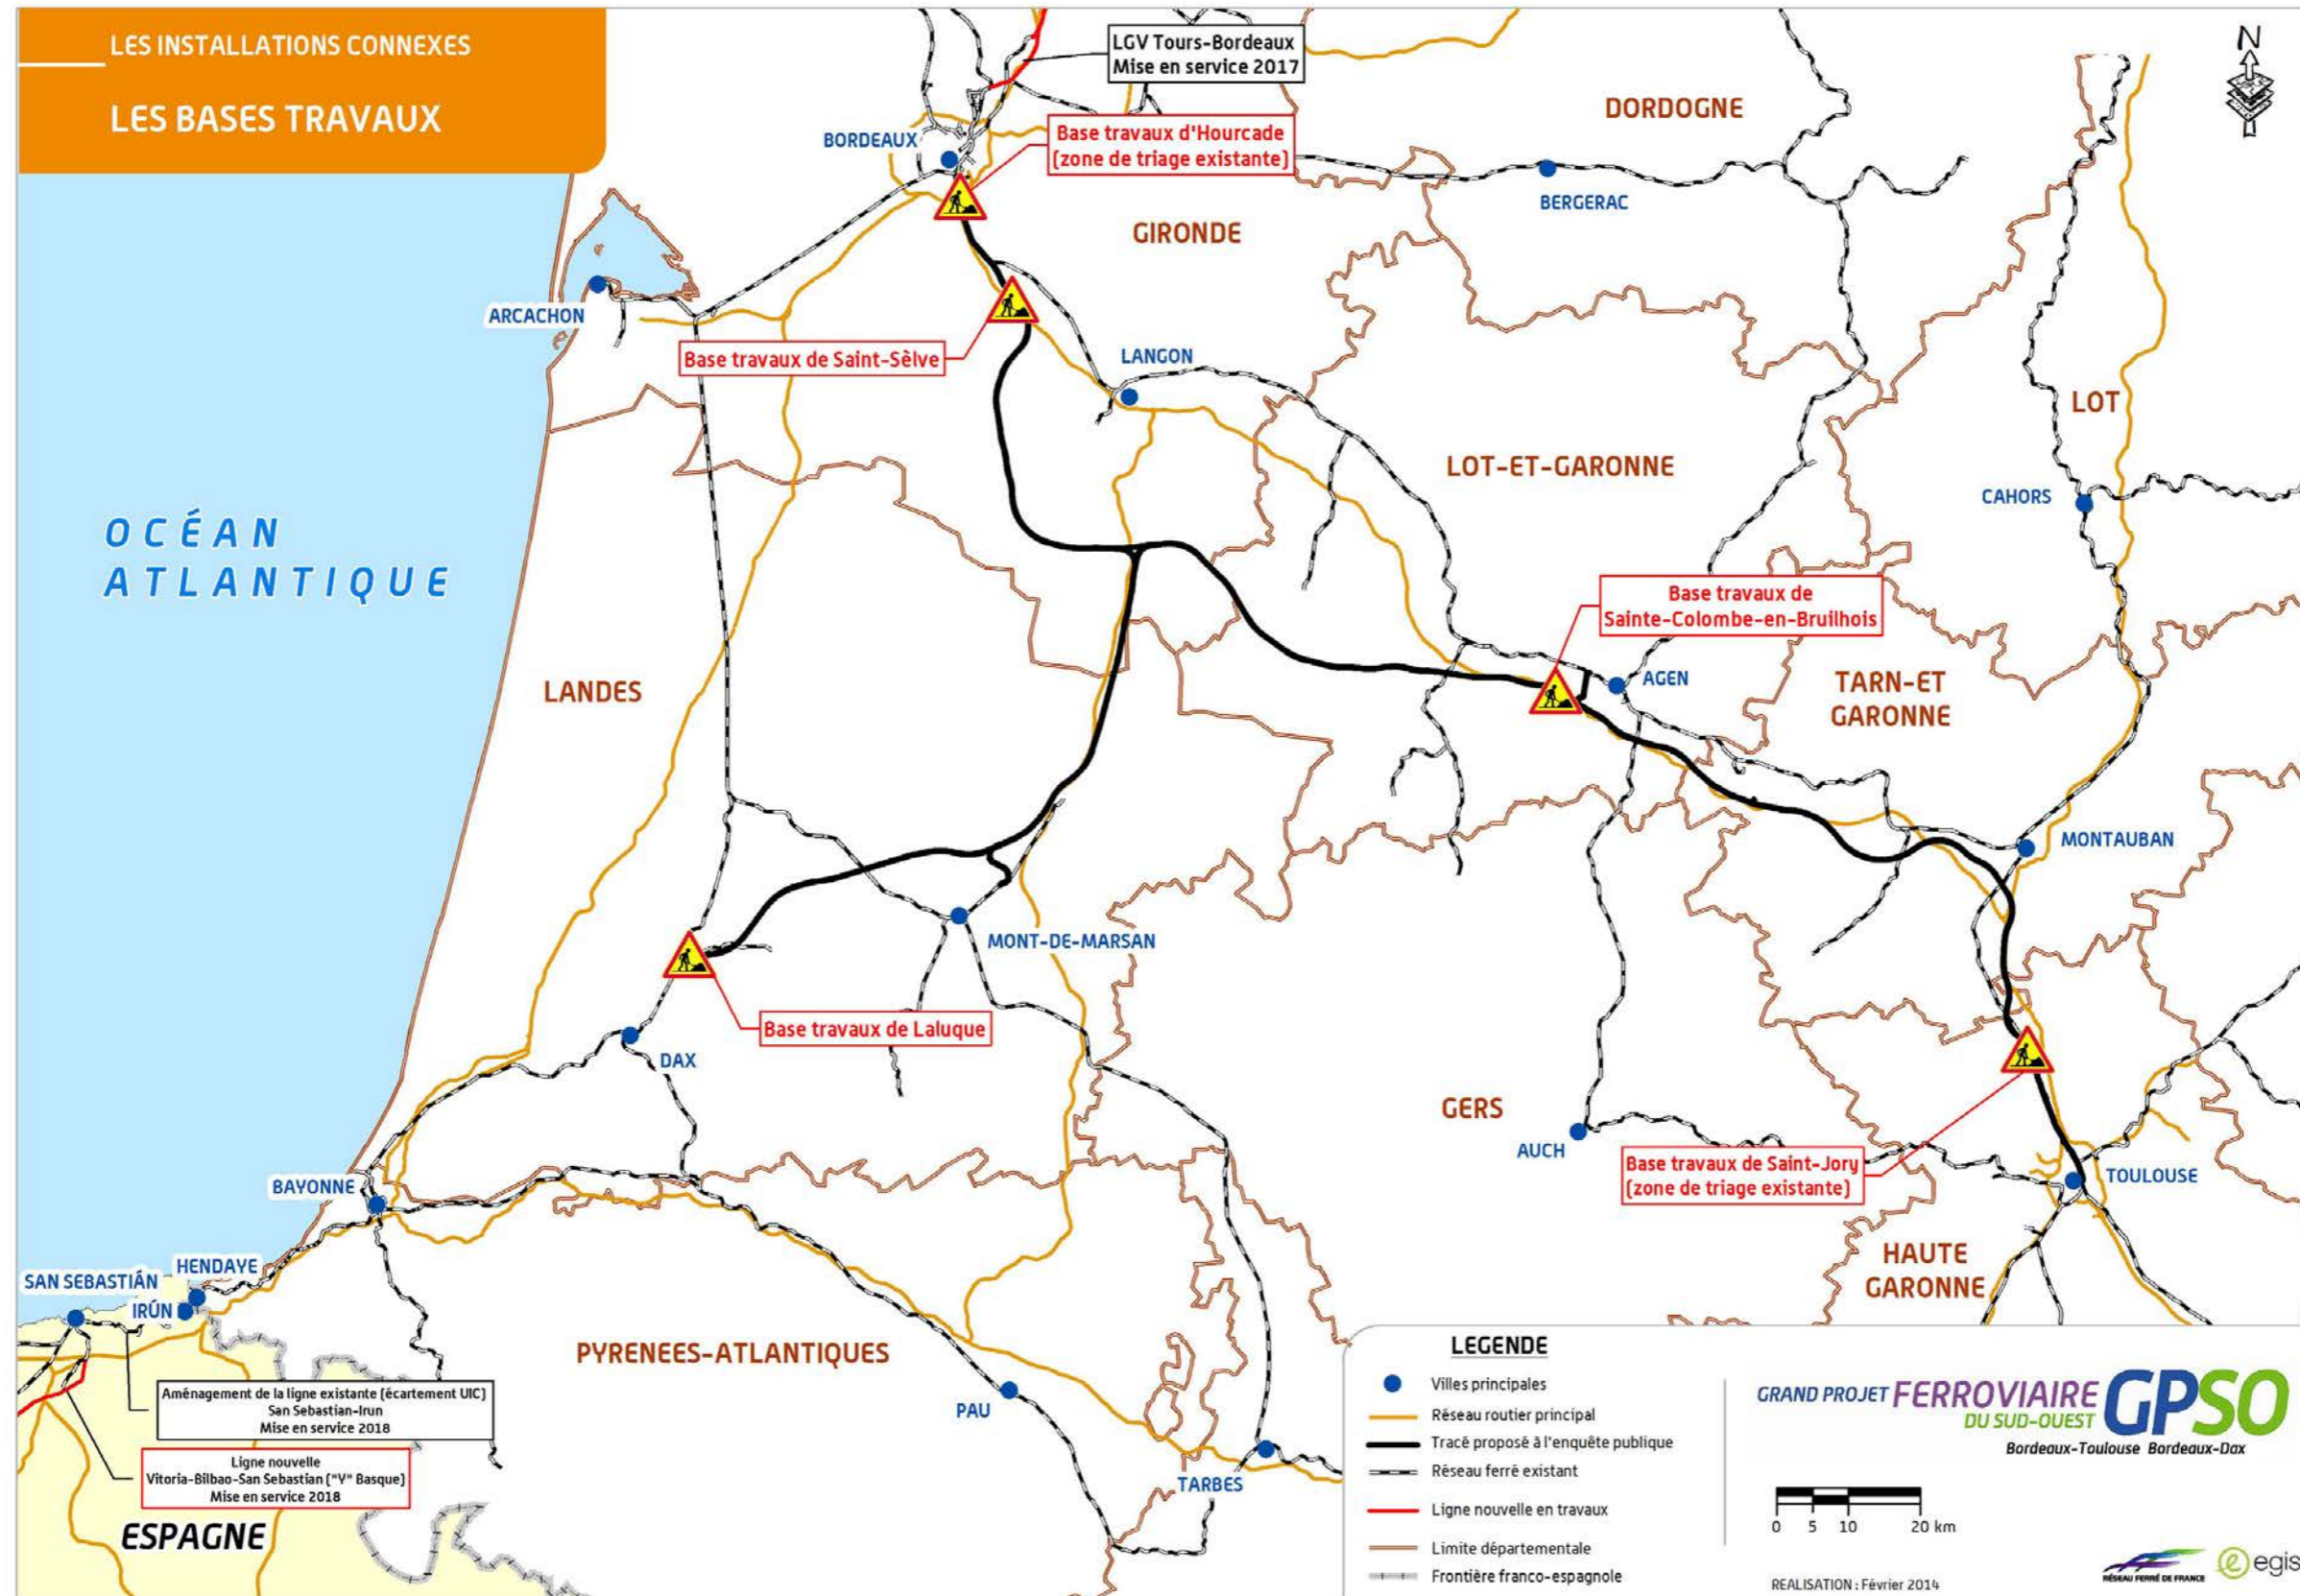 LES INSTALLATIONS CONNEXES
LES BASES TRAVAUX
LGV Tours-Bordeaux
Mise en service 2017
N
DORDOGNE
BORDEAUX
Base travaux d'Hourcade
(zone de triage existante)
BERGERAC
GIRONDE
ARCACHON
Base travaux de Saint-Sèlve
LANGON
LOT
LOT-ET-GARONNE
CAHORS
OCÉAN
ATLANTIQUE
Base travaux de
Sainte-Colombe-en-Bruilhois
LANDES
AGEN
TARN-ET
GARONNE
MONTAUBAN
MONT-DE-MARSAN
Base travaux de Laluque
DAX
GERS
AUCH
Base travaux de Saint-Jory
(zone de triage existante)
TOULOUSE
BAYONNE
HAUTE
GARONNE
HENDAYE
SAN SEBASTIÁN
IRÚN
PYRENEES-ATLANTIQUES
Aménagement de la ligne existante (écartement UIC)
San Sebastian-Irun
Mise en service 2018
Ligne nouvelle
Vitoria-Bilbao-San Sebastian ("Y" Basque)
Mise en service 2018
ESPAGNE
PAU
TARBES
LEGENDE
Villes principales
Réseau routier principal
Tracé proposé à l'enquête publique
Réseau ferré existant
Ligne nouvelle en travaux
Limite départementale
Frontière franco-espagnole
GRAND PROJET FERROVIAIRE
DU SUD-OUEST
GPSO
Bordeaux-Toulouse Bordeaux-Dax
0 5 10 20 km
RÉSEAU FERRÉ DE FRANCE
egis
REALISATION : Février 2014